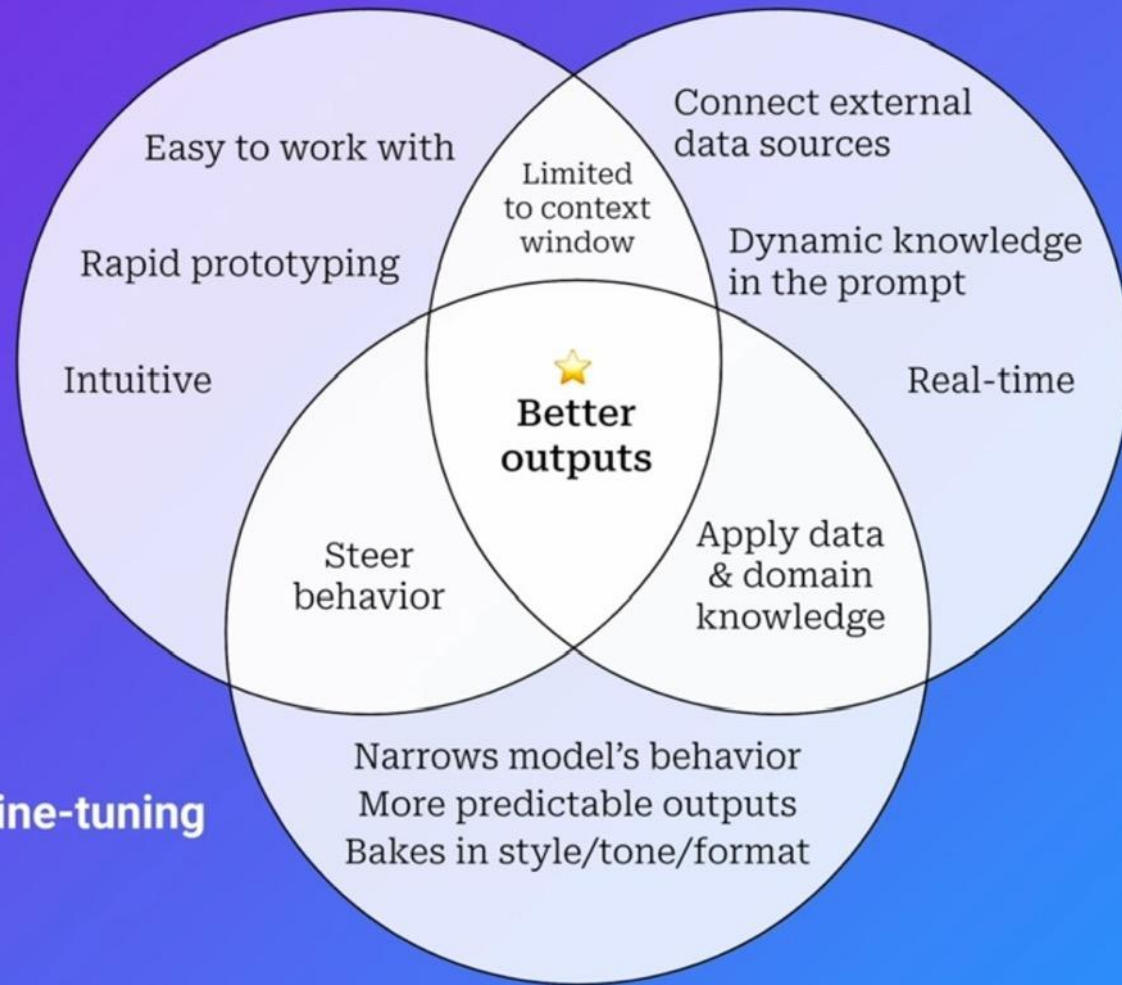 Easy to work with
Rapid prototyping
Intuitive
Limited
to context
window
Connect external
data sources
Dynamic knowledge
in the prompt
Real-time
⭐
Better
outputs
Steer
behavior
Apply data
& domain
knowledge
ine-tuning
Narrows model’s behavior
More predictable outputs
Bakes in style/tone/format